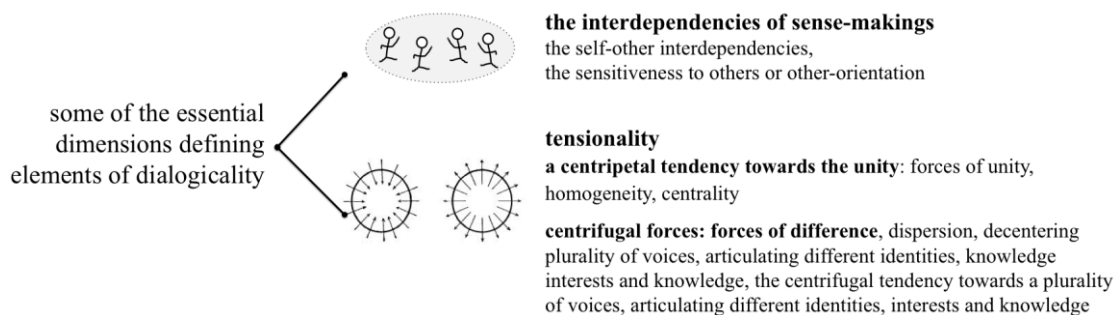 some of the essential
dimensions defining
elements of dialogicality
the interdependencies of sense-makings
the self-other interdependencies,
the sensitiveness to others or other-orientation
tensionality
a centripetal tendency towards the unity: forces of unity,
homogeneity, centrality
centrifugal forces: forces of difference, dispersion, decentering
plurality of voices, articulating different identities, knowledge
interests and knowledge, the centrifugal tendency towards a plurality
of voices, articulating different identities, interests and knowledge